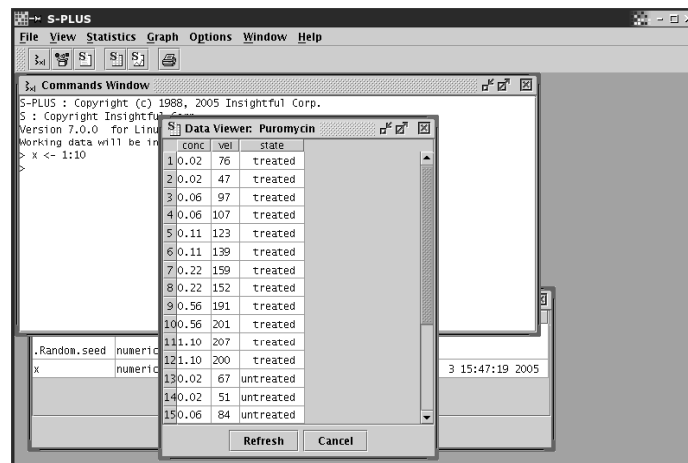 S-PLUS
File View Statistics Graph Options Window Help
Commands Window
S-PLUS : Copyright (c) 1988, 2005 Insightful Corp.
S : Copyright Insightful Corp.
Version 7.0.0 for Linu
Working data will be in
> x <- 1:10
>
Data Viewer: Puromycin
conc vel state
1 0.02 76 treated
2 0.02 47 treated
3 0.06 97 treated
4 0.06 107 treated
5 0.11 123 treated
6 0.11 139 treated
7 0.22 159 treated
8 0.22 152 treated
9 0.56 191 treated
10 0.56 201 treated
11 1.10 207 treated
12 1.10 200 treated
13 0.02 67 untreated
14 0.02 51 untreated
15 0.06 84 untreated
Refresh Cancel
.Random.seed numeric
x numeric 3 15:47:19 2005